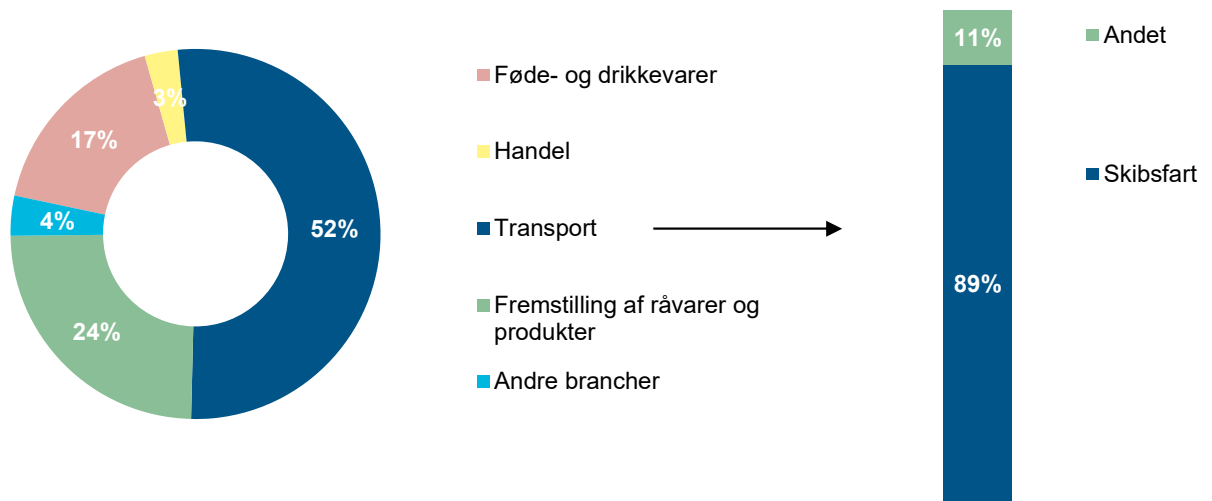 3%
17%
4%
52%
24%
Føde- og drikkevarer
Handel
Transport
Fremstilling af råvarer og
produkter
Andre brancher
11%
89%
Andet
Skibsfart